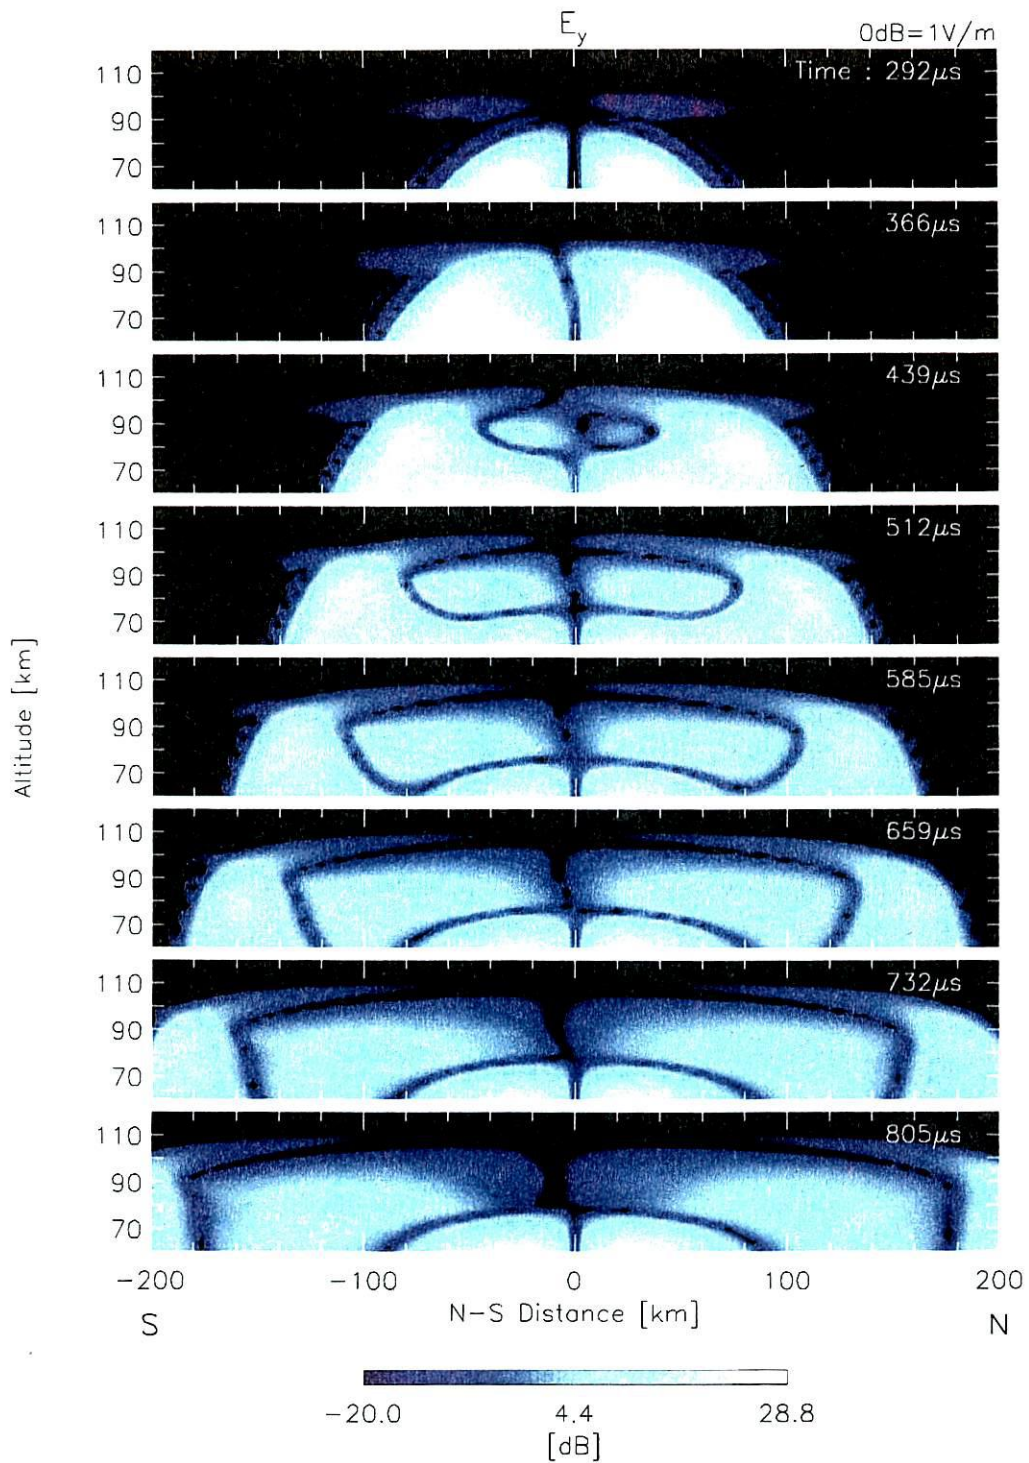 E_y
0dB=1V/m
Time : 292μs
110
90
70
366μs
110
90
70
439μs
110
90
70
512μs
110
90
70
585μs
110
90
70
659μs
110
90
70
732μs
110
90
70
805μs
110
90
70
Altitude [km]
-200 -100 0 100 200
S N-S Distance [km] N
-20.0 4.4 28.8
[dB]